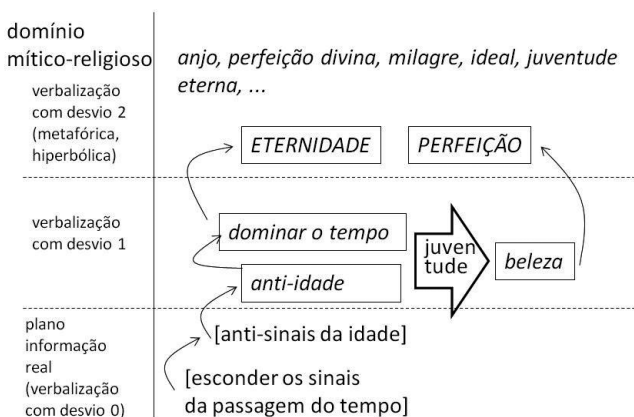 domínio
mítico-religioso
anjo, perfeição divina, milagre, ideal, juventude
eterna, ...
verbalização
com desvio 2
(metafórica,
hiperbólica)
ETERNIDADE
PERFEIÇÃO
verbalização
com desvio 1
dominar o tempo
anti-idade
juven
tude
beleza
plano
informação
real
(verbalização
com desvio 0)
[anti-sinais da idade]
[esconder os sinais
da passagem do tempo]